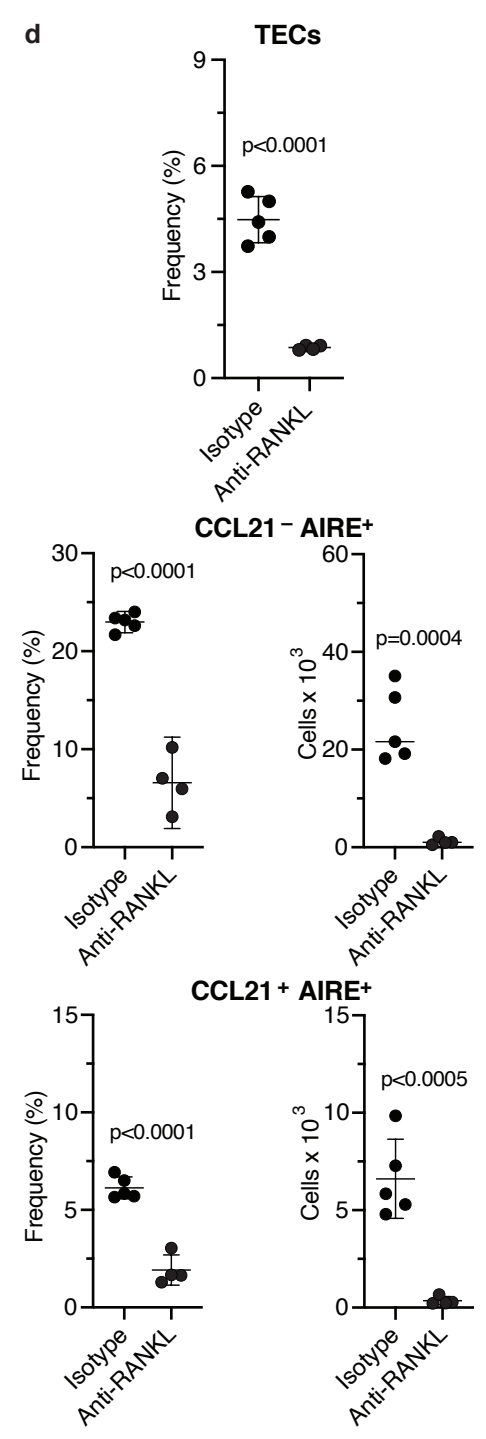 d
TECs
9
6
3
0
Frequency (%)
p<0.0001
Isotype
Anti-RANKL
CCL21⁻ AIRE⁺
30
20
10
0
Frequency (%)
p<0.0001
Isotype
Anti-RANKL
60
40
20
0
Cells x 10³
p=0.0004
Isotype
Anti-RANKL
CCL21⁺ AIRE⁺
15
10
5
0
Frequency (%)
p<0.0001
Isotype
Anti-RANKL
15
10
5
0
Cells x 10³
p<0.0005
Isotype
Anti-RANKL